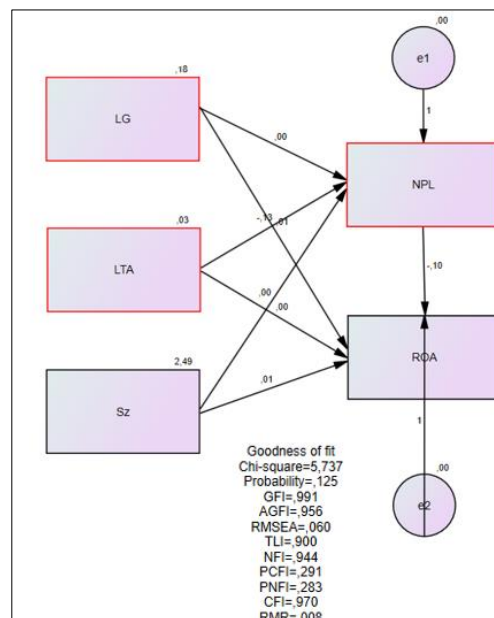 ,00
e1
,18
LG
1
,00
NPL
,03
-,13
,01
LTA
-,10
,00
,00
ROA
2,49
Sz
,01
1
,00
e2
Goodness of fit
Chi-square=5,737
Probability=,125
GFI=,991
AGFI=,956
RMSEA=,060
TLI=,900
NFI=,944
PCFI=,291
PNFI=,283
CFI=,970
RMR=,008